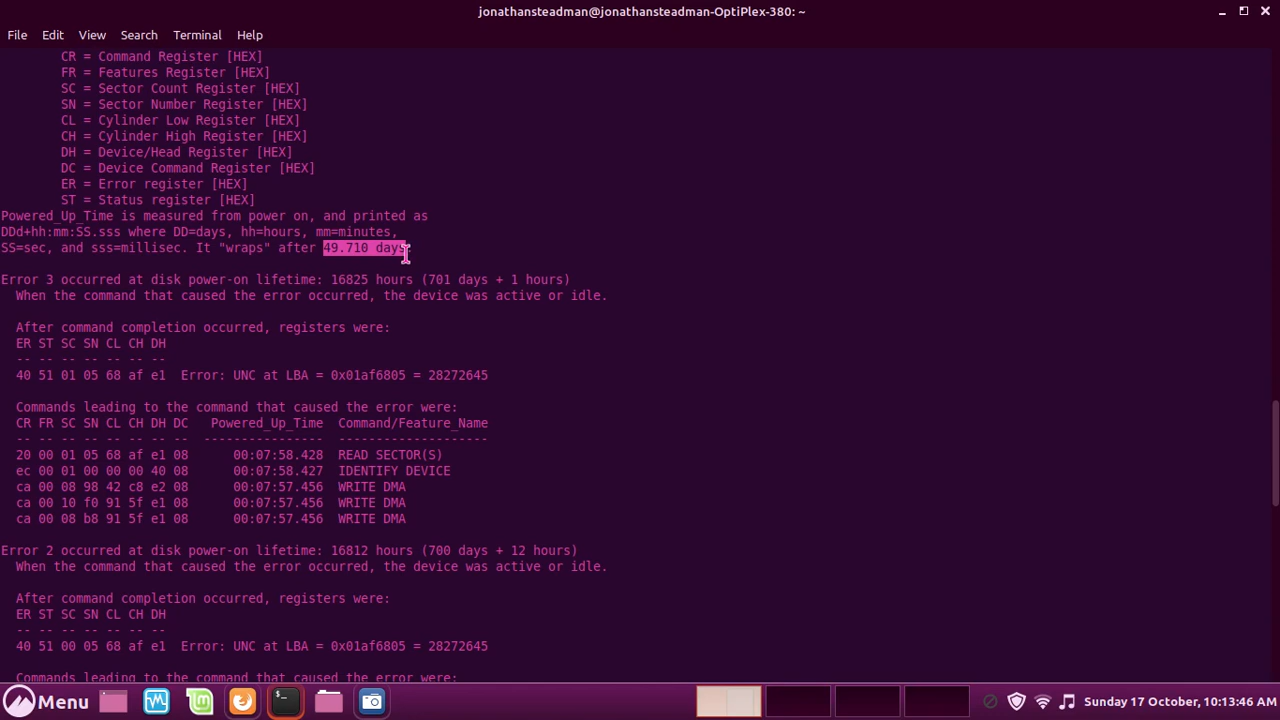 jonathansteadman@jonathansteadman-OptiPlex-380: ~
File Edit View Search Terminal Help
CR = Command Register [HEX]
FR = Features Register [HEX]
SC = Sector Count Register [HEX]
SN = Sector Number Register [HEX]
CL = Cylinder Low Register [HEX]
CH = Cylinder High Register [HEX]
DH = Device/Head Register [HEX]
DC = Device Command Register [HEX]
ER = Error register [HEX]
ST = Status register [HEX]
Powered_Up_Time is measured from power on, and printed as
DDd+hh:mm:SS.sss where DD=days, hh=hours, mm=minutes,
SS=sec, and sss=millisec. It "wraps" after 49.710 days.

Error 3 occurred at disk power-on lifetime: 16825 hours (701 days + 1 hours)
When the command that caused the error occurred, the device was active or idle.

After command completion occurred, registers were:
ER ST SC SN CL CH DH
-- -- -- -- -- -- --
40 51 01 05 68 af e1  Error: UNC at LBA = 0x01af6805 = 28272645

Commands leading to the command that caused the error were:
CR FR SC SN CL CH DH DC   Powered_Up_Time  Command/Feature_Name
-- -- -- -- -- -- -- --  ----------------  --------------------
20 00 01 05 68 af e1 08      00:07:58.428  READ SECTOR(S)
ec 00 01 00 00 00 40 08      00:07:58.427  IDENTIFY DEVICE
ca 00 08 98 42 c8 e2 08      00:07:57.456  WRITE DMA
ca 00 10 f0 91 5f e1 08      00:07:57.456  WRITE DMA
ca 00 08 b8 91 5f e1 08      00:07:57.456  WRITE DMA

Error 2 occurred at disk power-on lifetime: 16812 hours (700 days + 12 hours)
When the command that caused the error occurred, the device was active or idle.

After command completion occurred, registers were:
ER ST SC SN CL CH DH
-- -- -- -- -- -- --
40 51 00 05 68 af e1  Error: UNC at LBA = 0x01af6805 = 28272645

Commands leading to the command that caused the error were:
Menu
Sunday 17 October, 10:13:46 AM